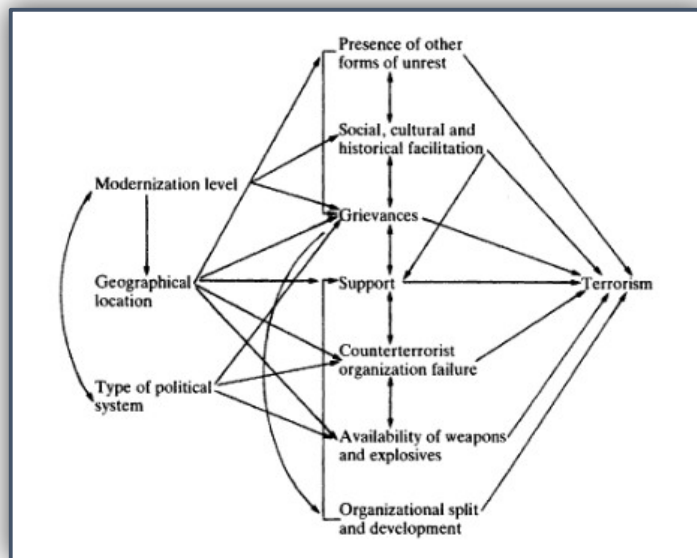 Presence of other
forms of unrest
Social, cultural and
historical facilitation
Modernization level
Grievances
Geographical
location
Support
Terrorism
Counterterrorist
organization failure
Type of political
system
Availability of weapons
and explosives
Organizational split
and development